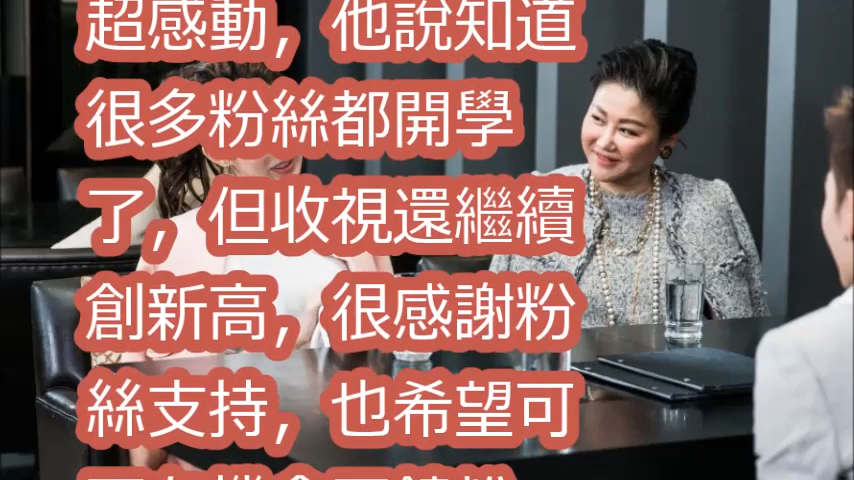 超感動，他說知道
很多粉絲都開學
了，但收視還繼續
創新高，很感謝粉
絲支持，也希望可